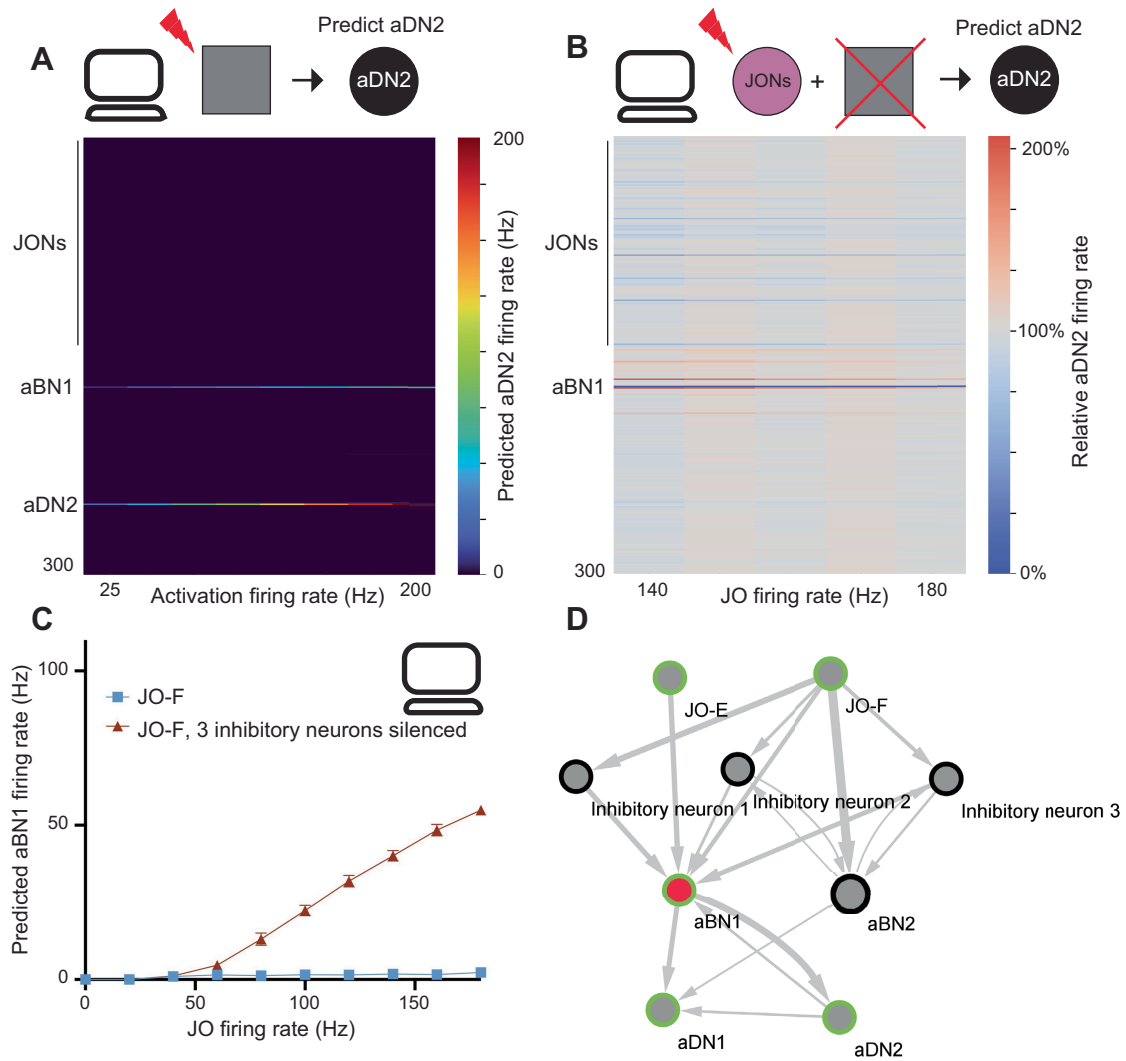 A
Predict aDN2
aDN2
JONs
aBN1
aDN2
300
25
Activation firing rate (Hz)
200
200
0
Predicted aDN2 firing rate (Hz)
B
Predict aDN2
JONs
+
aDN2
JONs
aBN1
300
140
JO firing rate (Hz)
180
200%
100%
0%
Relative aDN2 firing rate
C
Predicted aBN1 firing rate (Hz)
100
50
0
JO-F
JO-F, 3 inhibitory neurons silenced
0
50
100
150
JO firing rate (Hz)
D
JO-E
JO-F
Inhibitory neuron 1
Inhibitory neuron 2
Inhibitory neuron 3
aBN1
aBN2
aDN1
aDN2